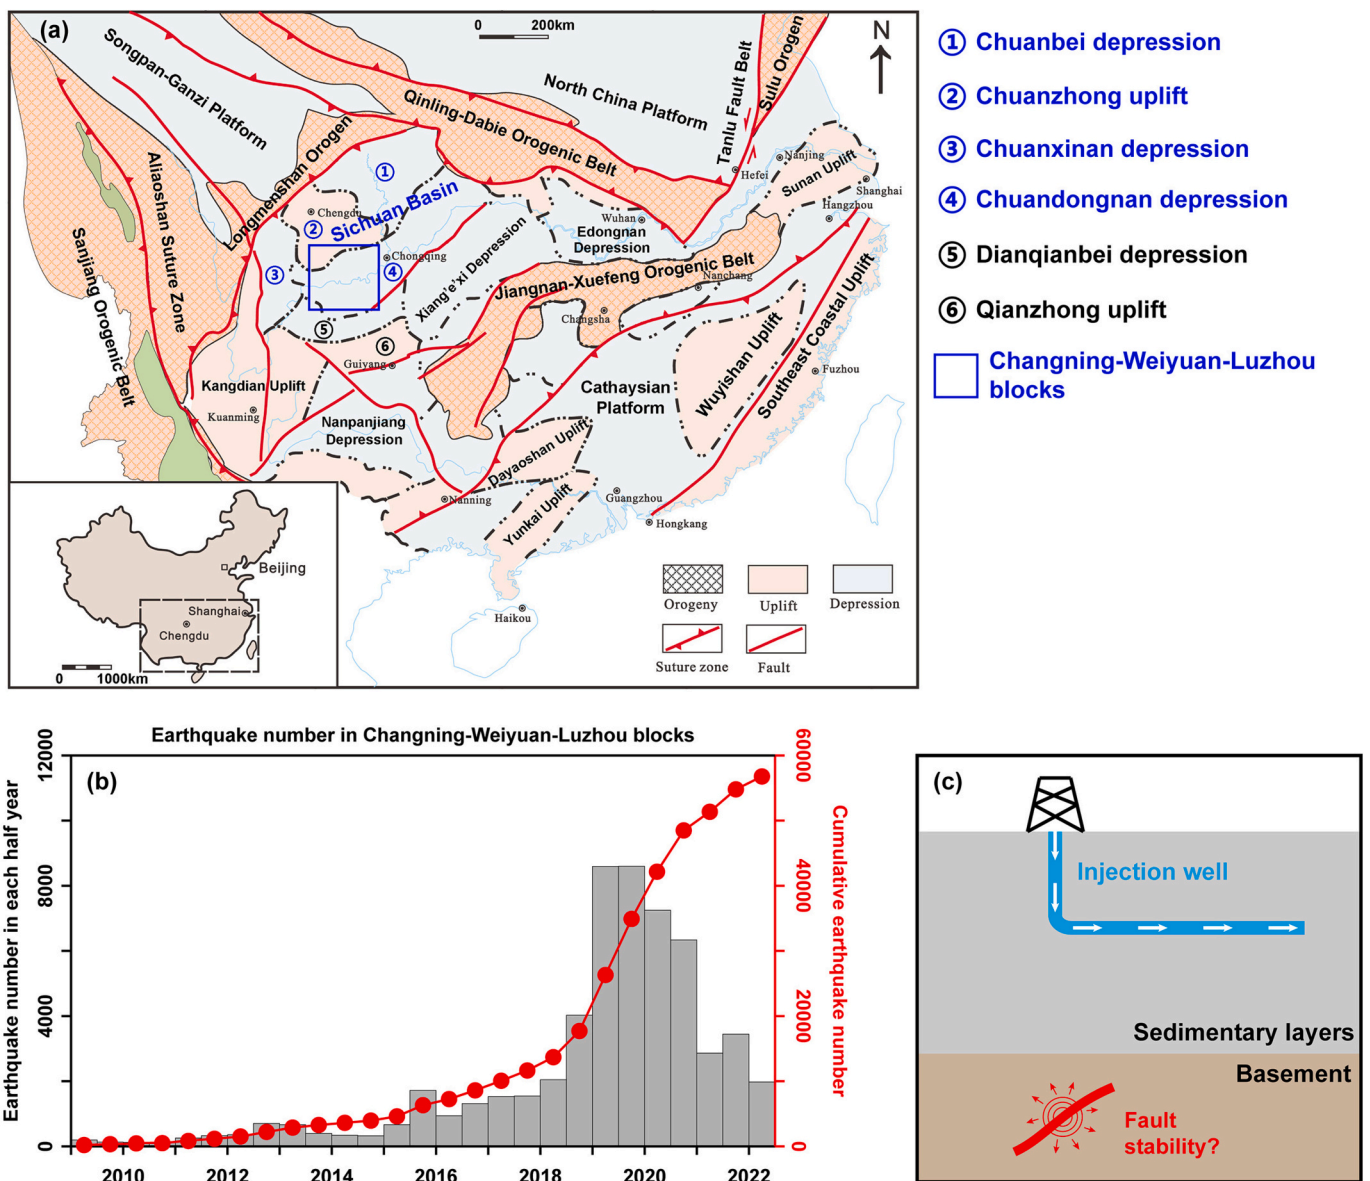 (a)
0 200km
N
Songpan-Ganzi Platform
North China Platform
Tanlu Fault Belt
Sulu Orogen
Qinling-Dabie Orogenic Belt
Longmenshan Orogen
Ailaoshan Suture Zone
Sanjiang Orogenic Belt
① 
Sichuan Basin
Chengdu
②
③
④
Chongqing
Xiang'e'xi Depression
Nanjing
Hefei
Sunan Uplift
Shanghai
Hangzhou
Wuhan
Edongnan
Depression
Jiangnan-Xuefeng Orogenic Belt
Nanchang
Changsha
⑤
⑥
Guiyang
Kangdian Uplift
Kuanming
Nanpanjiang
Depression
Cathaysian
Platform
Wuyishan Uplift
Southeast Coastal Uplift
Fuzhou
Dayaoshan Uplift
Nanning
Yunkai Uplift
Guangzhou
Hongkang
Haikou
Beijing
Shanghai
Chengdu
0 1000km
Orogeny
Uplift
Depression
Suture zone
Fault
① Chuanbei depression
② Chuanzhong uplift
③ Chuanxinan depression
④ Chuandongnan depression
⑤ Dianqianbei depression
⑥ Qianzhong uplift
Changning-Weiyuan-Luzhou
blocks
Earthquake number in Changning-Weiyuan-Luzhou blocks
(b)
Earthquake number in each half year
12000
8000
4000
0
60000
40000
20000
0
Cumulative earthquake number
2010 2012 2014 2016 2018 2020 2022
(c)
Injection well
Sedimentary layers
Basement
Fault
stability?